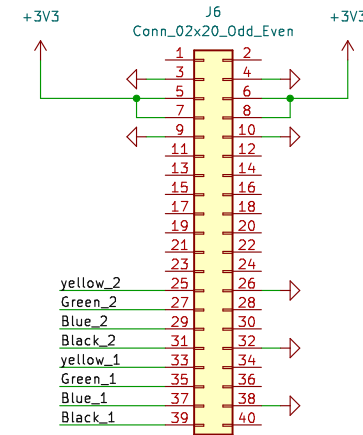 J6
+3V3 +3V3
Conn_02x20_Odd_Even
1 2
3 4
5 6
7 8
9 10
11 12
13 14
15 16
17 18
19 20
21 22
23 24
yellow_2 25 26
Green_2 27 28
Blue_2 29 30
Black_2 31 32
yellow_1 33 34
Green_1 35 36
Blue_1 37 38
Black_1 39 40